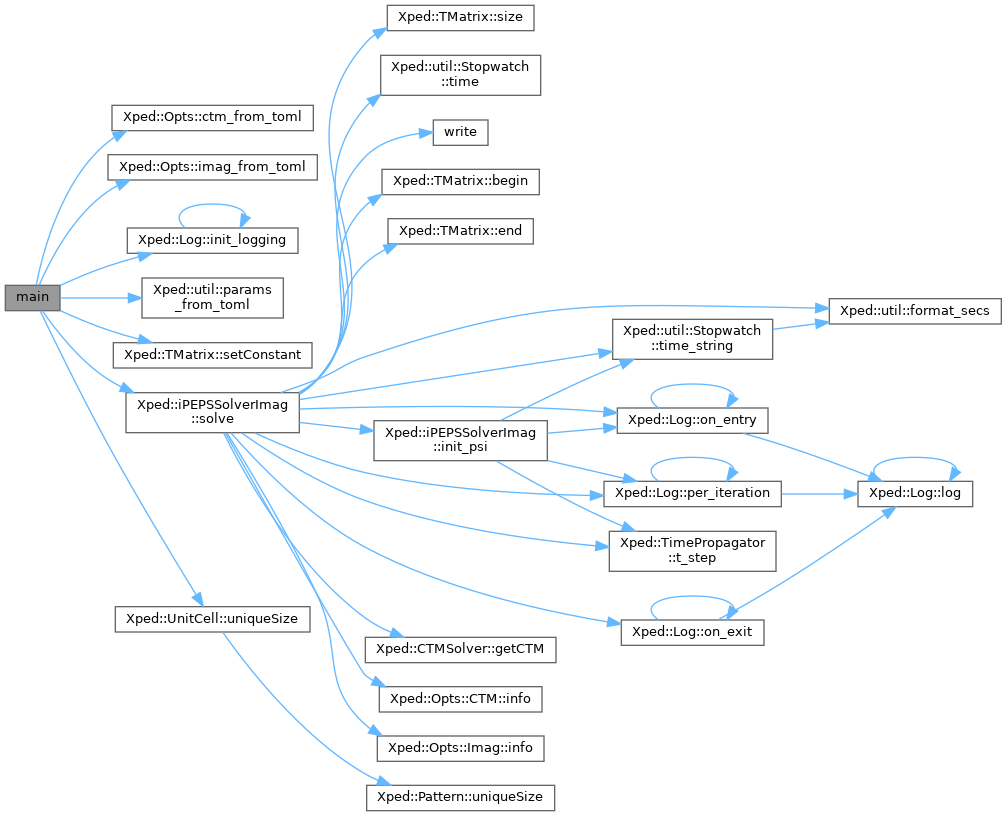 Xped::TMatrix::size
Xped::util::Stopwatch
::time
write
Xped::TMatrix::begin
Xped::TMatrix::end
Xped::Opts::ctm_from_toml
Xped::Opts::imag_from_toml
Xped::Log::init_logging
main
Xped::util::params
_from_toml
Xped::TMatrix::setConstant
Xped::iPEPSSolverImag
::solve
Xped::util::format_secs
Xped::util::Stopwatch
::time_string
Xped::Log::on_entry
Xped::iPEPSSolverImag
::init_psi
Xped::Log::per_iteration
Xped::Log::log
Xped::TimePropagator
::t_step
Xped::Log::on_exit
Xped::UnitCell::uniqueSize
Xped::CTMSolver::getCTM
Xped::Opts::CTM::info
Xped::Opts::Imag::info
Xped::Pattern::uniqueSize